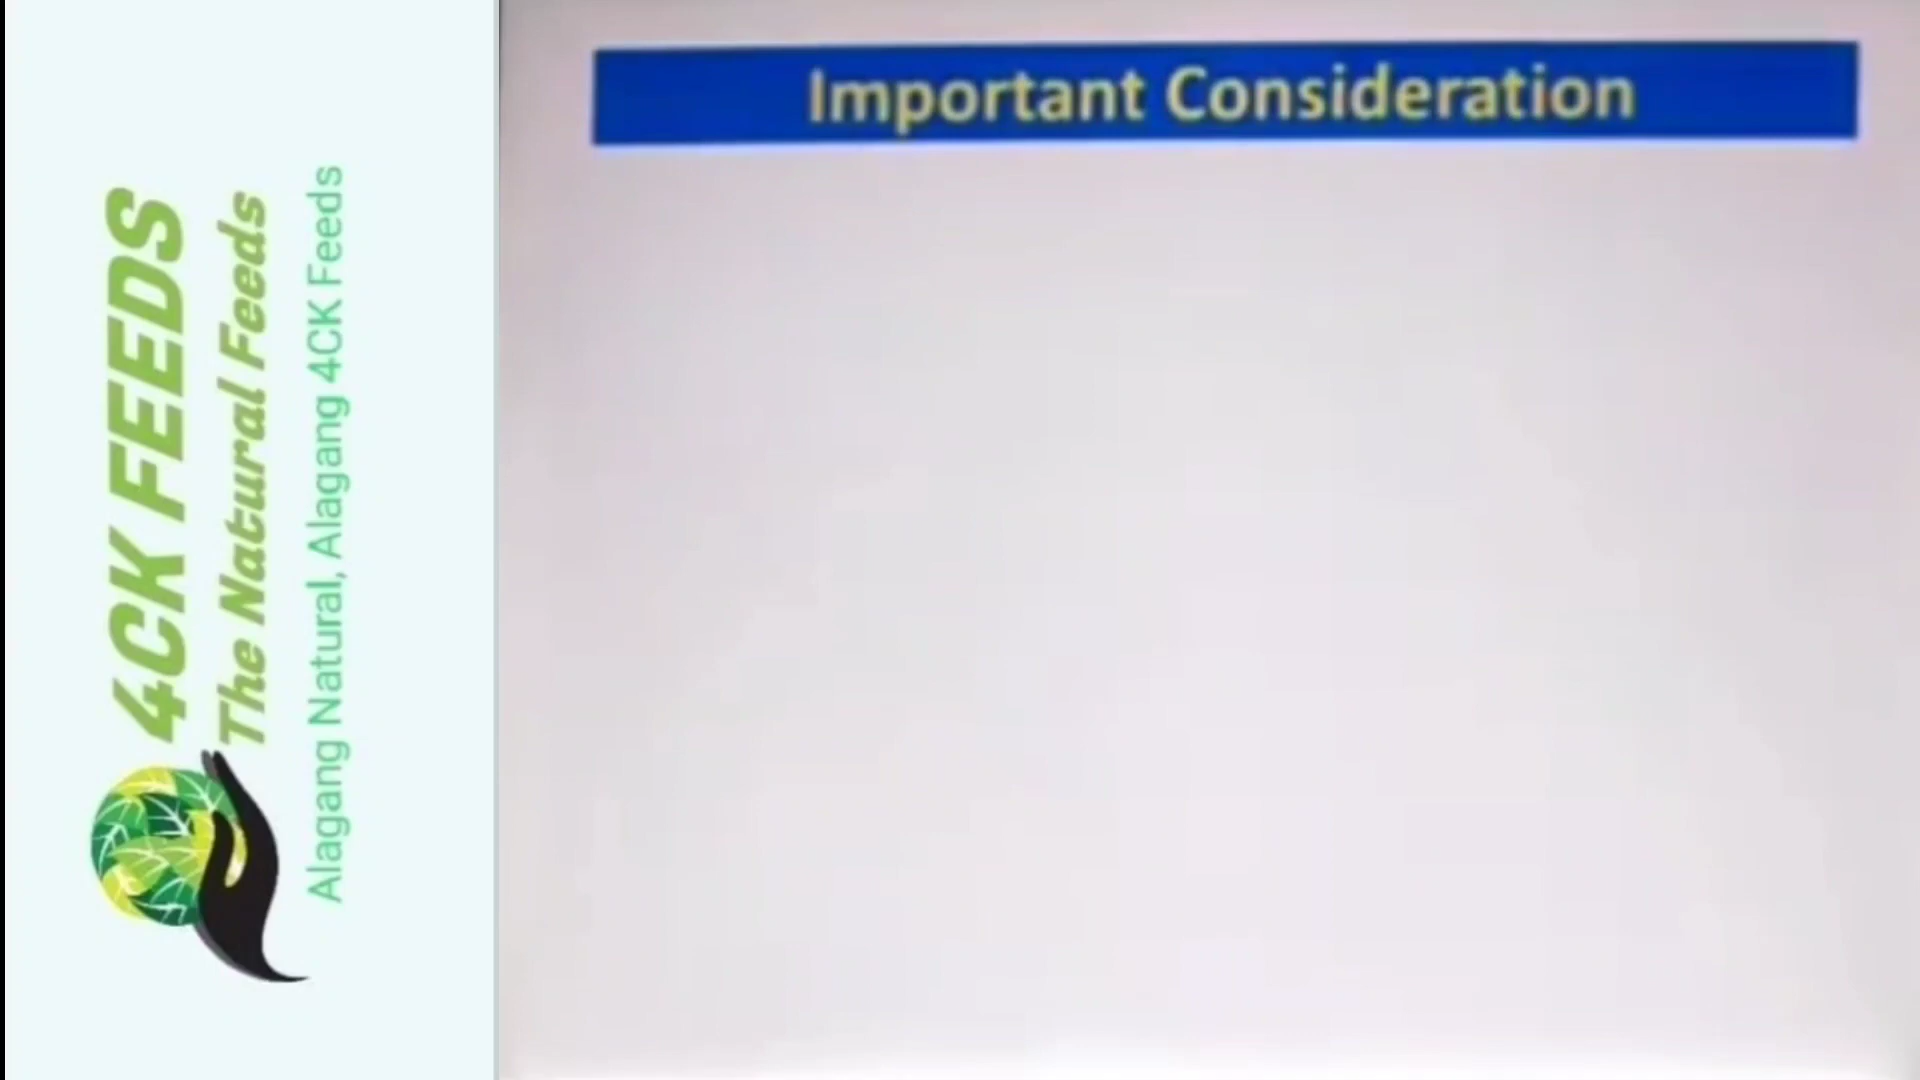 4CK FEEDS
The Natural Feeds
Alagang Natural, Alagang 4CK Feeds
Important Consideration